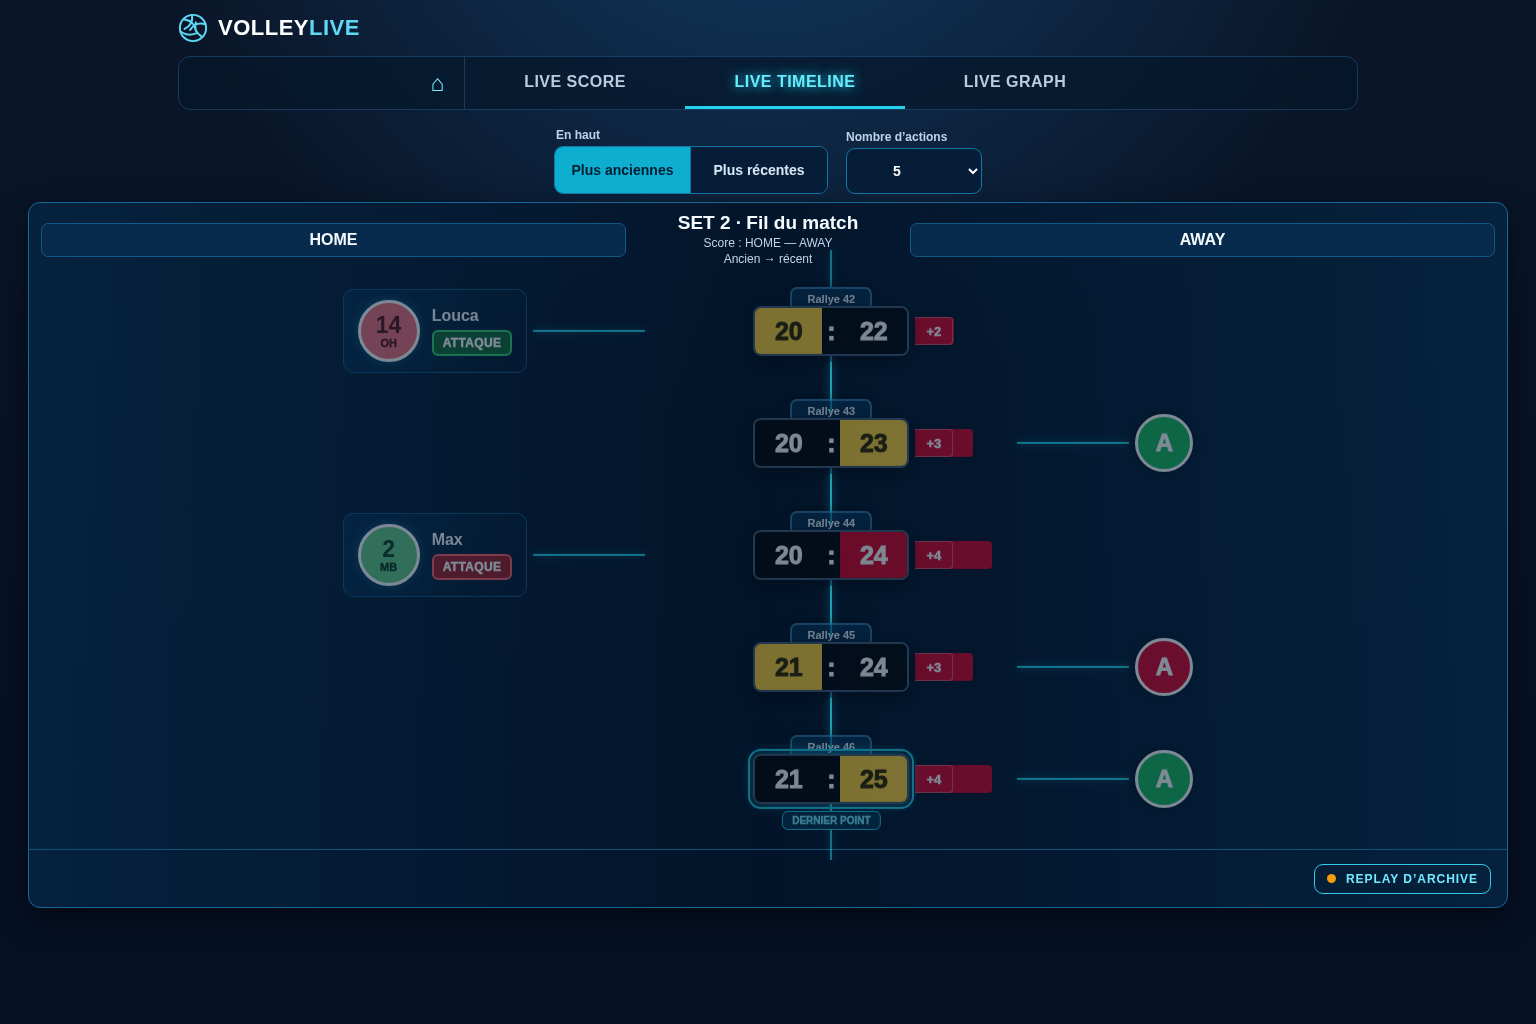 VOLLEYLIVE
LIVE SCORE
LIVE TIMELINE
LIVE GRAPH
En haut
Nombre d’actions
Plus anciennes
Plus récentes
5
HOME
SET 2 · Fil du match
AWAY
Score : HOME — AWAY
Ancien → récent
Rallye 42
14
OH
Louca
ATTAQUE
20 : 22
+2
Rallye 43
20 : 23
+3
A
Rallye 44
2
MB
Max
ATTAQUE
20 : 24
+4
Rallye 45
21 : 24
+3
A
Rallye 46
21 : 25
+4
A
DERNIER POINT
REPLAY D’ARCHIVE